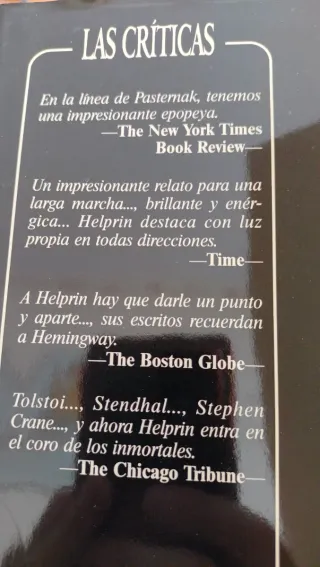 LAS CRÍTICAS
En la línea de Pasternak, tenemos
una impresionante epopeya.
—The New York Times
Book Review—
Un impresionante relato para una
larga marcha..., brillante y enér-
gica... Helprin destaca con luz
propia en todas direcciones.
—Time—
A Helprin hay que darle un punto
y aparte..., sus escritos recuerdan
a Hemingway.
—The Boston Globe—
Tolstoi..., Stendhal..., Stephen
Crane..., y ahora Helprin entra en
el coro de los inmortales.
—The Chicago Tribune—